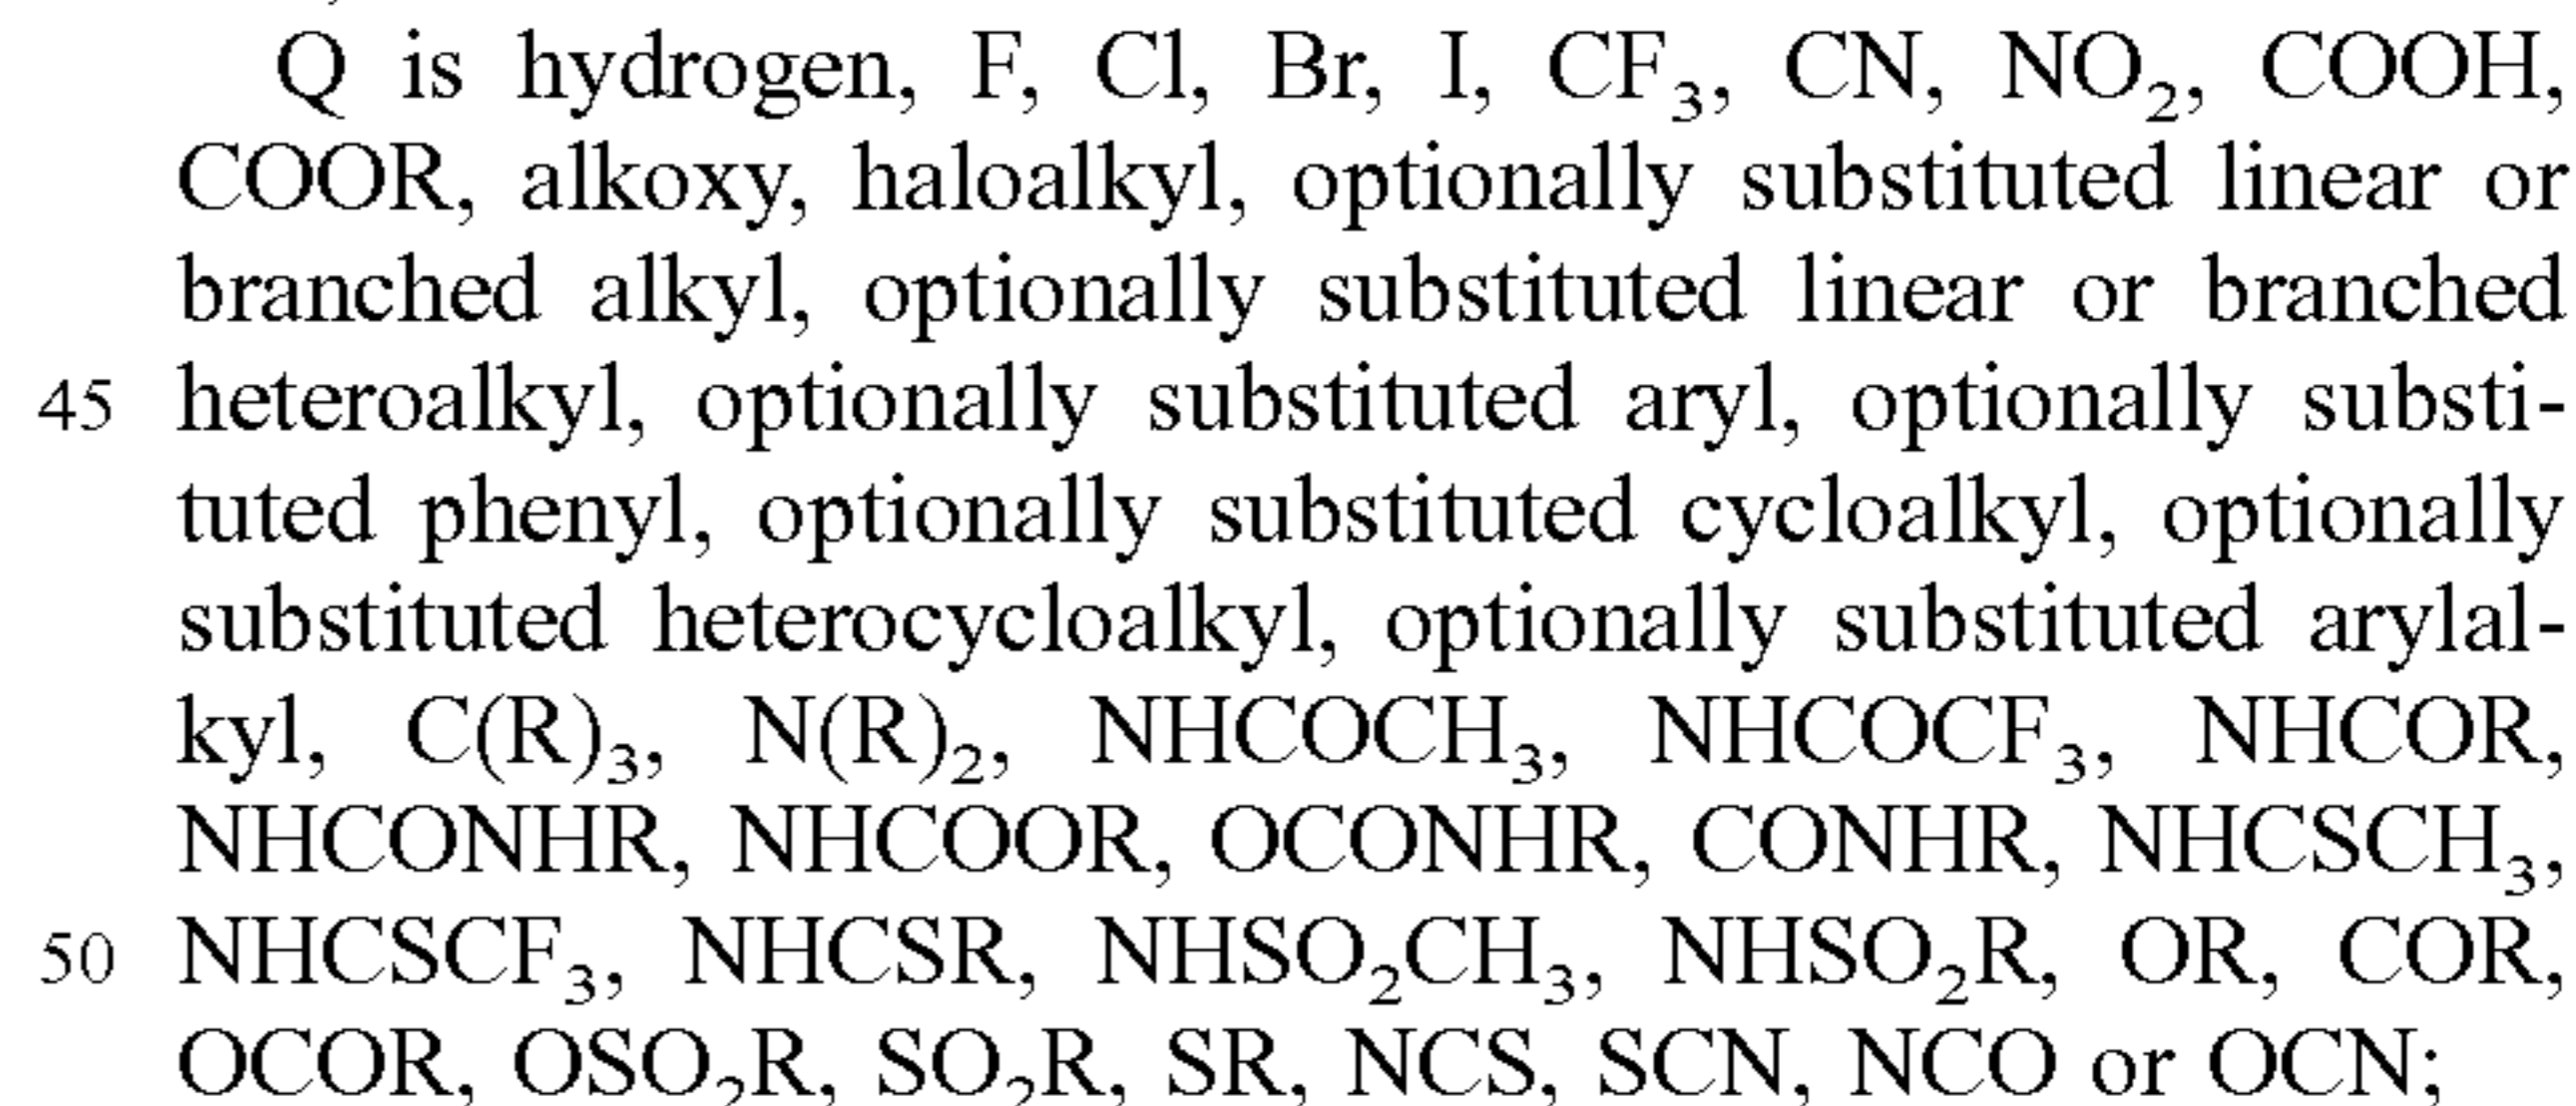 Q is hydrogen, F, Cl, Br, I, CF₃, CN, NO₂, COOH,
COOR, alkoxy, haloalkyl, optionally substituted linear or
branched alkyl, optionally substituted linear or branched
45 heteroalkyl, optionally substituted aryl, optionally substi-
tuted phenyl, optionally substituted cycloalkyl, optionally
substituted heterocycloalkyl, optionally substituted arylal-
kyl, C(R)₃, N(R)₂, NHCOCH₃, NHCOCF₃, NHCOR,
NHCONHR, NHCOOR, OCONHR, CONHR, NHCSCH₃,
50 NHCSCF₃, NHCSR, NHSO₂CH₃, NHSO₂R, OR, COR,
OCOR, OSO₂R, SO₂R, SR, NCS, SCN, NCO or OCN;